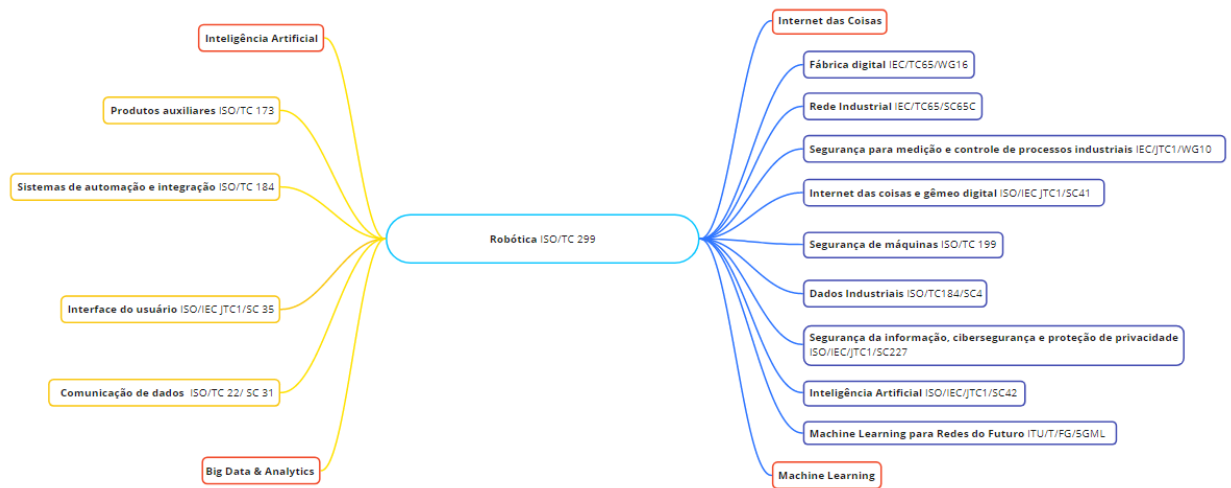 Inteligência Artificial
Produtos auxiliares ISO/TC 173
Sistemas de automação e integração ISO/TC 184
Interface do usuário ISO/IEC JTC1/SC 35
Comunicação de dados ISO/TC 22/ SC 31
Big Data & Analytics
Robótica ISO/TC 299
Internet das Coisas
Fábrica digital IEC/TC65/WG16
Rede Industrial IEC/TC65/SC65C
Segurança para medição e controle de processos industriais IEC/JTC1/WG10
Internet das coisas e gêmeo digital ISO/IEC JTC1/SC41
Segurança de máquinas ISO/TC 199
Dados Industriais ISO/TC184/SC4
Segurança da informação, cibersegurança e proteção de privacidade
ISO/IEC/JTC1/SC227
Inteligência Artificial ISO/IEC/JTC1/SC42
Machine Learning para Redes do Futuro ITU/T/FG/5GML
Machine Learning